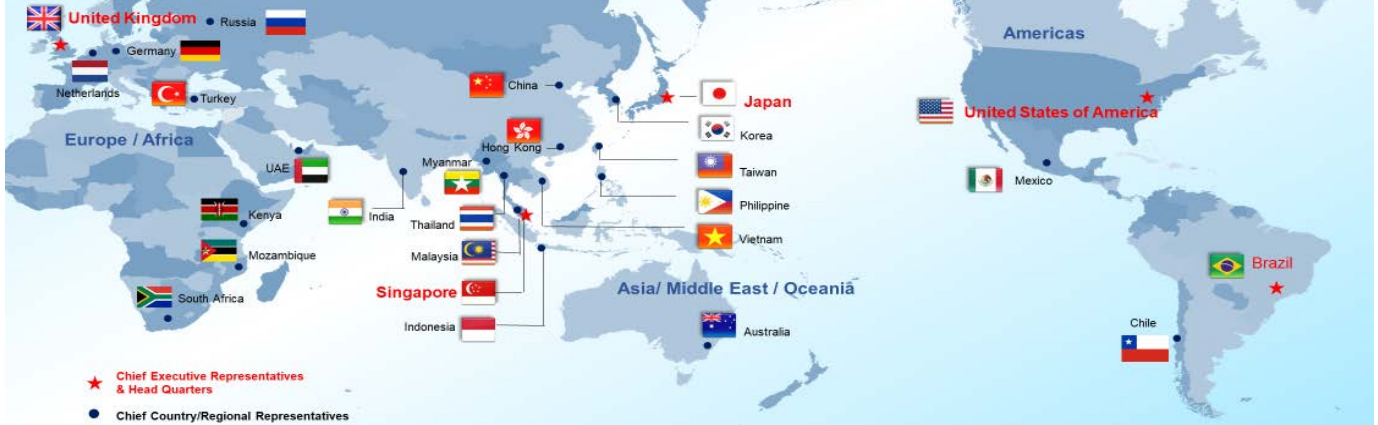 United Kingdom
Russia
Germany
Netherlands
Turkey
Europe / Africa
UAE
Kenya
Mozambique
South Africa
India
China
Hong Kong
Myanmar
Thailand
Malaysia
Singapore
Indonesia
Japan
Korea
Taiwan
Philippine
Vietnam
Asia/ Middle East / Oceaniã
Australia
Americas
United States of America
Mexico
Brazil
Chile
Chief Executive Representatives
& Head Quarters
Chief Country/Regional Representatives